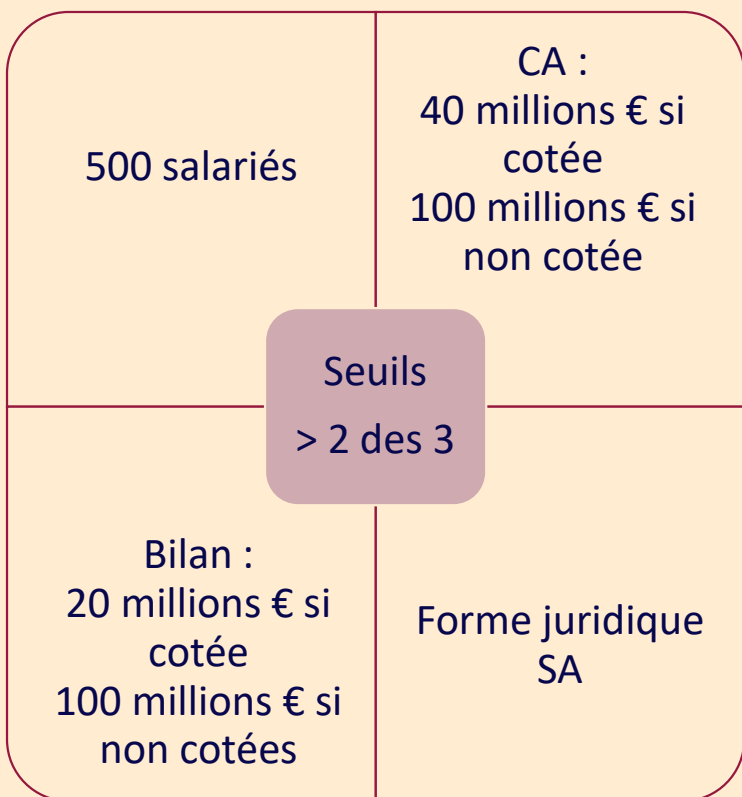 500 salariés
CA :
40 millions € si
cotée
100 millions € si
non cotée
Seuils
> 2 des 3
Bilan :
20 millions € si
cotée
100 millions € si
non cotées
Forme juridique
SA